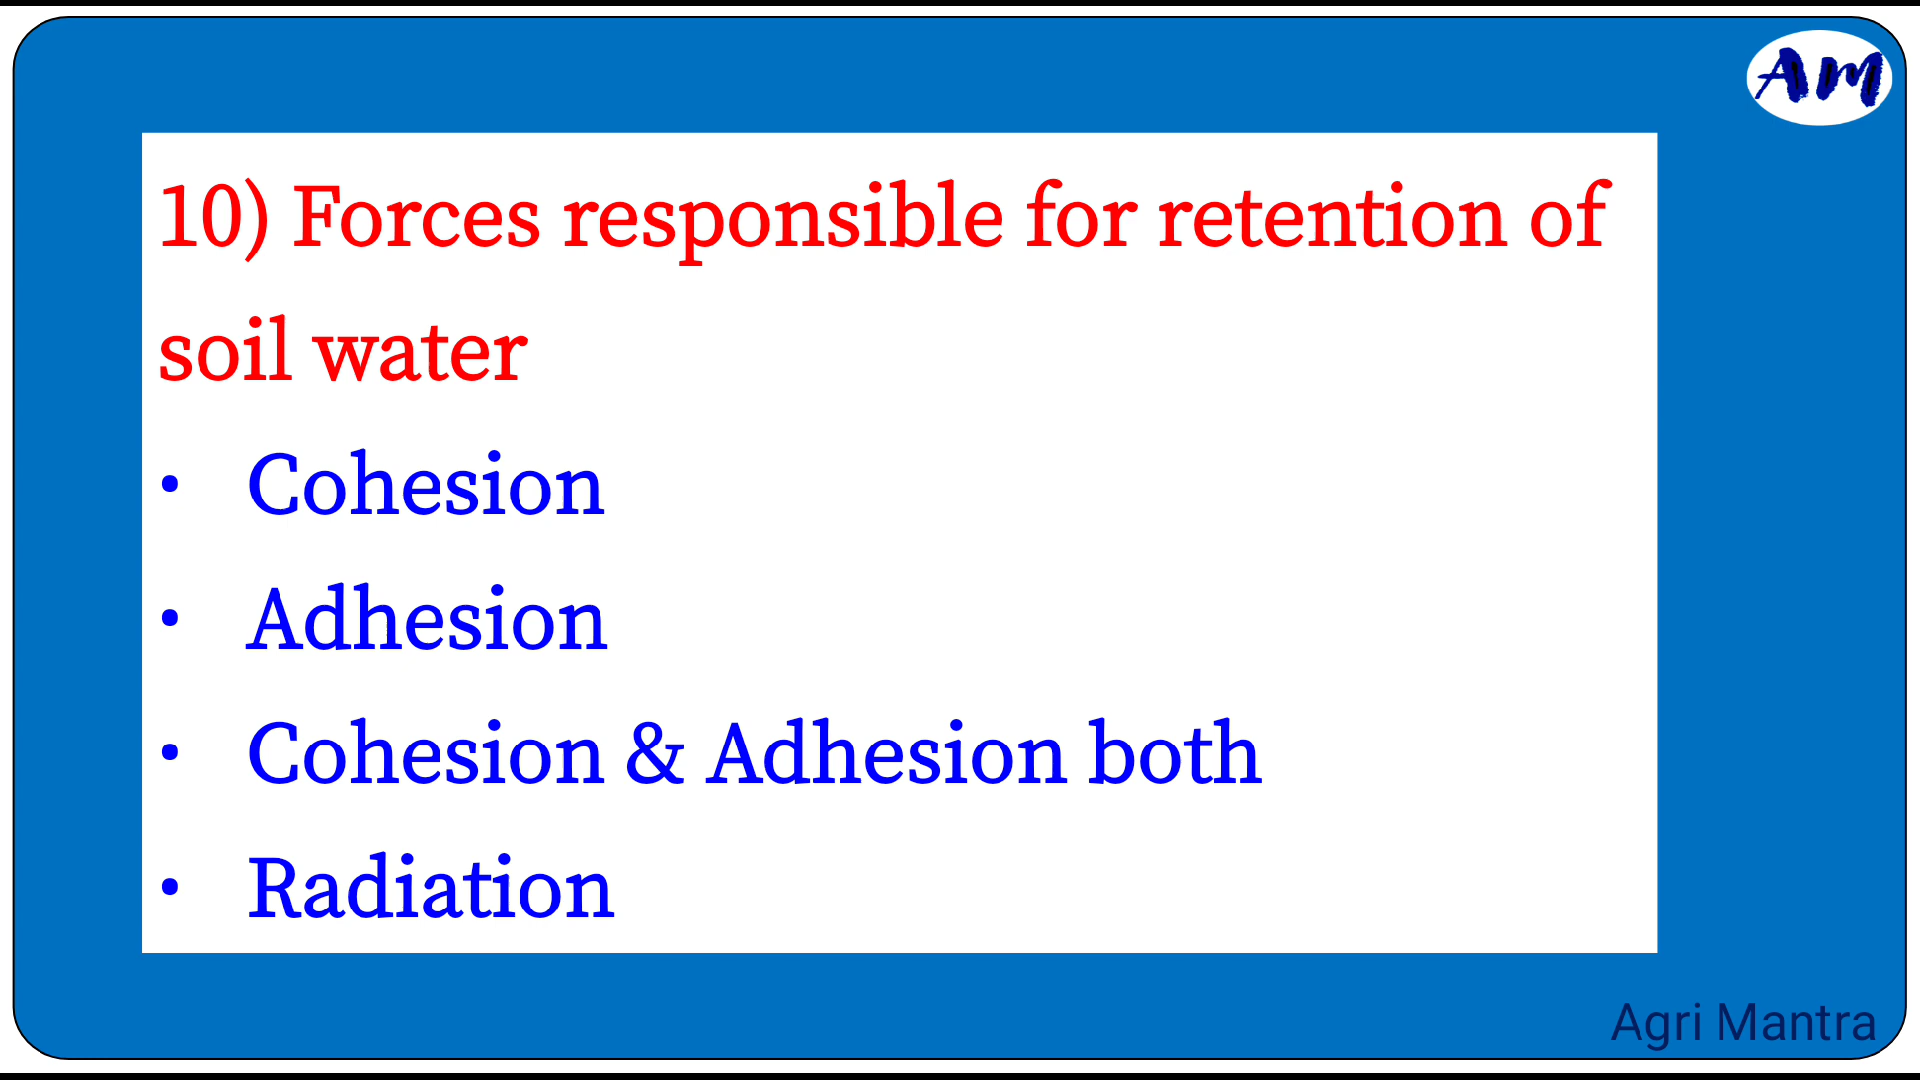 AM
10) Forces responsible for retention of
soil water
• Cohesion
• Adhesion
• Cohesion & Adhesion both
• Radiation
Agri Mantra